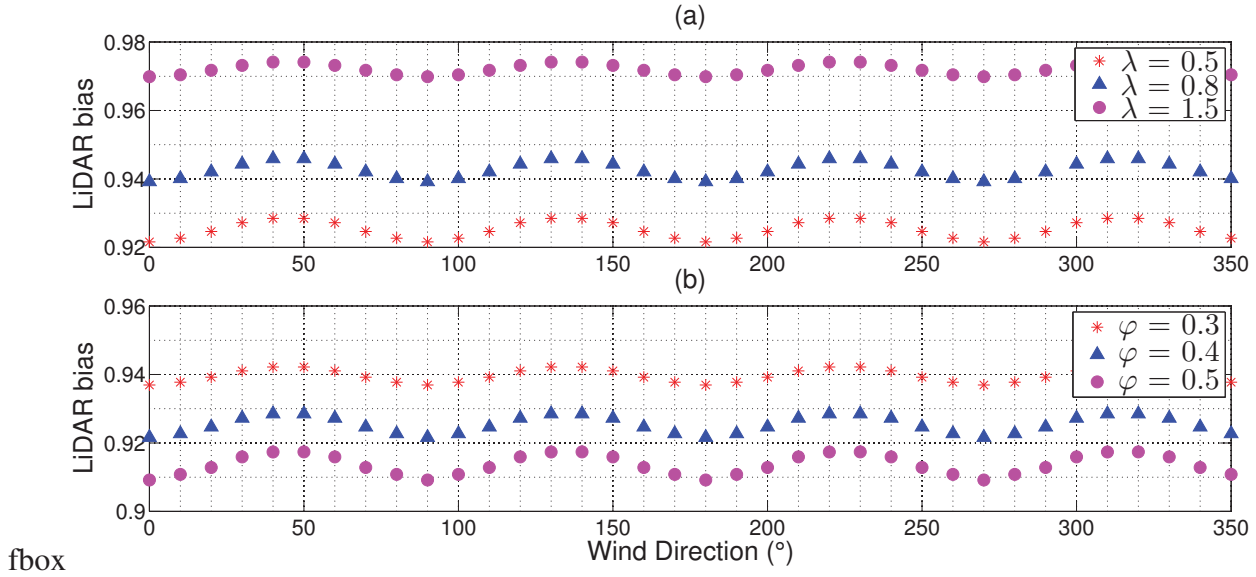 (a)
0.98
0.96
0.94
0.92
LiDAR bias
λ = 0.5
λ = 0.8
λ = 1.5
0 50 100 150 200 250 300 350
(b)
0.96
0.94
0.92
0.9
LiDAR bias
φ = 0.3
φ = 0.4
φ = 0.5
0 50 100 150 200 250 300 350
Wind Direction (°)
fbox